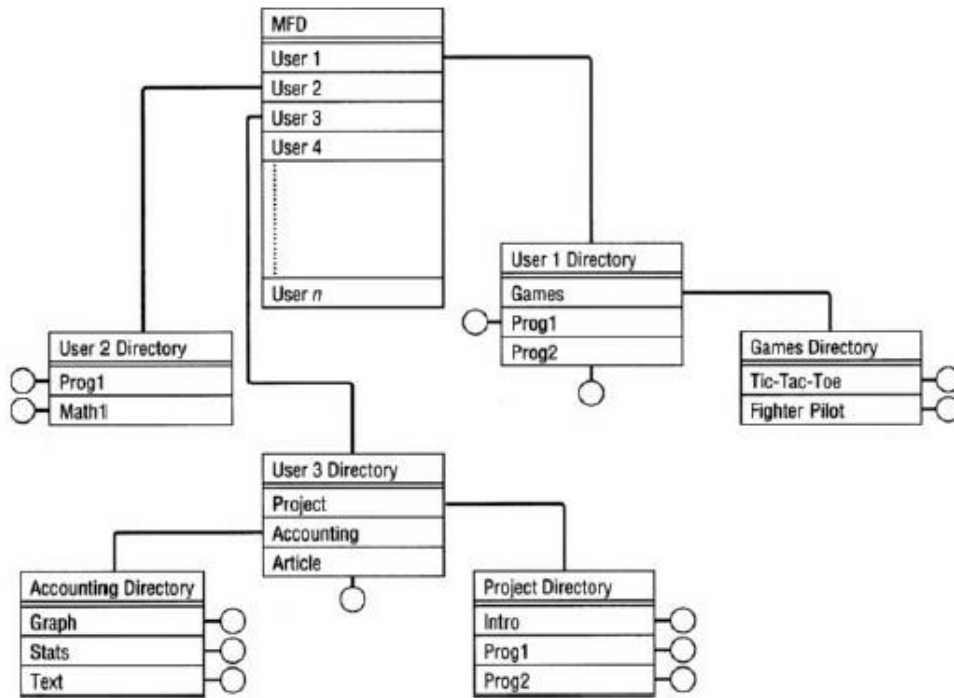 MFD
User 1
User 2
User 3
User 4
User n
User 1 Directory
Games
Prog1
Prog2
User 2 Directory
Prog1
Math1
Games Directory
Tic-Tac-Toe
Fighter Pilot
User 3 Directory
Project
Accounting
Article
Accounting Directory
Graph
Stats
Text
Project Directory
Intro
Prog1
Prog2